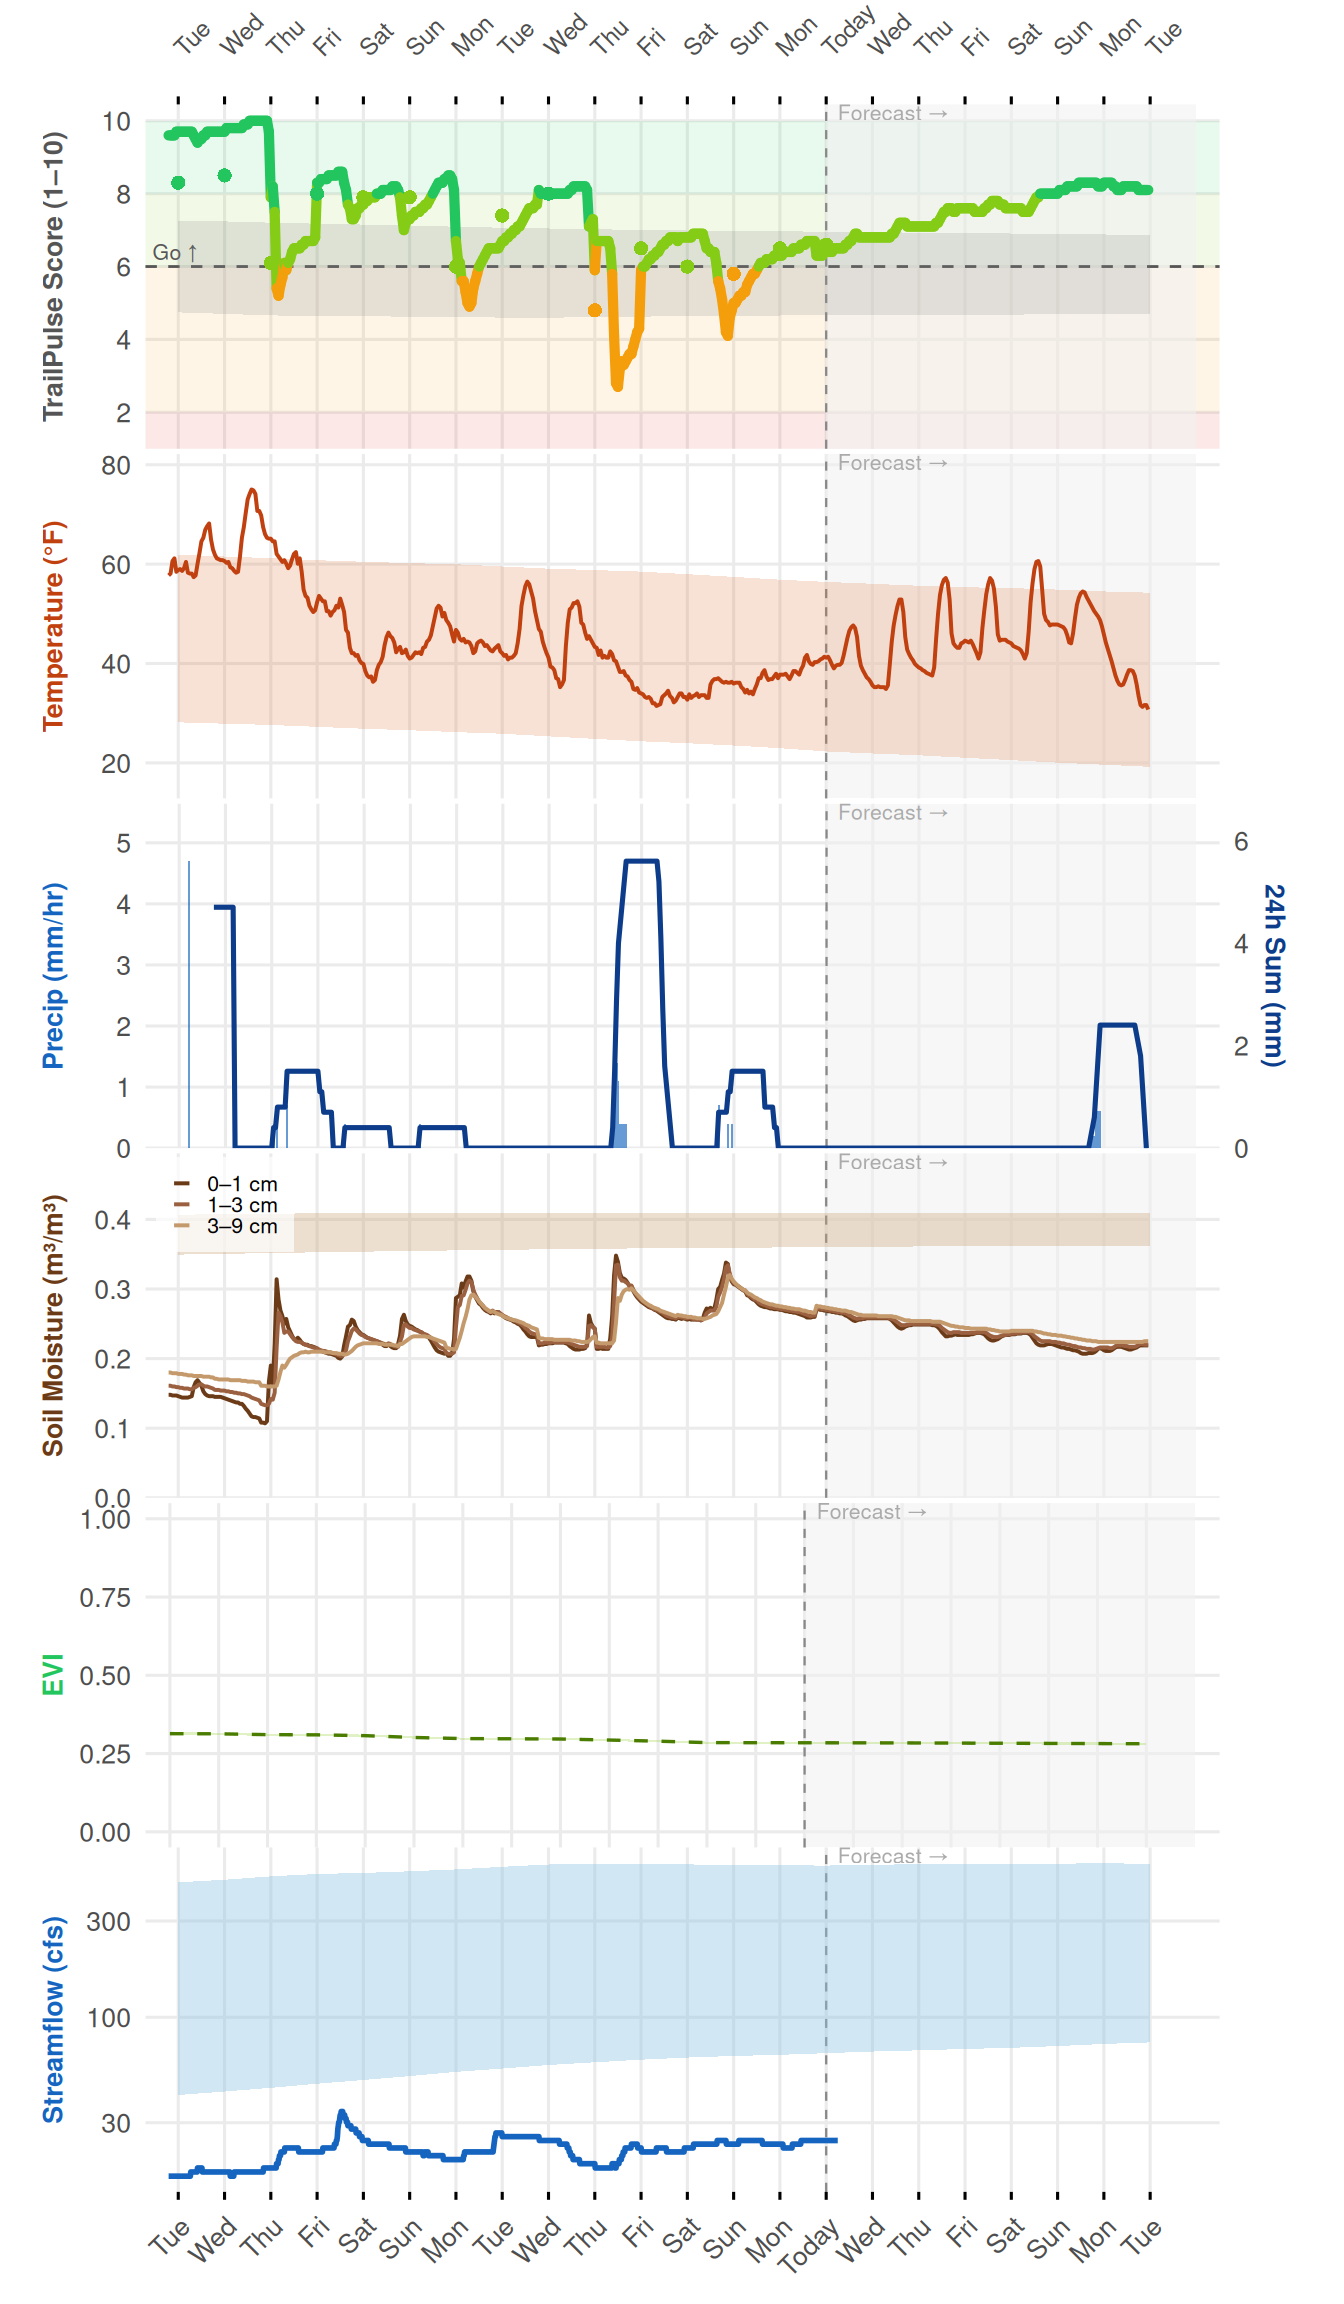 Tue Wed Thu Fri Sat Sun Mon Tue Wed Thu Fri Sat Sun Mon Today Wed Thu Fri Sat Sun Mon Tue
TrailPulse Score (1–10)
10
8
6
4
2
Go ↑
Forecast →
Temperature (°F)
80
60
40
20
Forecast →
Precip (mm/hr)
5
4
3
2
1
0
Forecast →
24h Sum (mm)
6
4
2
0
Soil Moisture (m³/m³)
0.4
0.3
0.2
0.1
0.0
0–1 cm
1–3 cm
3–9 cm
Forecast →
EVI
1.00
0.75
0.50
0.25
0.00
Forecast →
Streamflow (cfs)
300
100
30
Forecast →
Tue Wed Thu Fri Sat Sun Mon Tue Wed Thu Fri Sat Sun Mon Today Wed Thu Fri Sat Sun Mon Tue